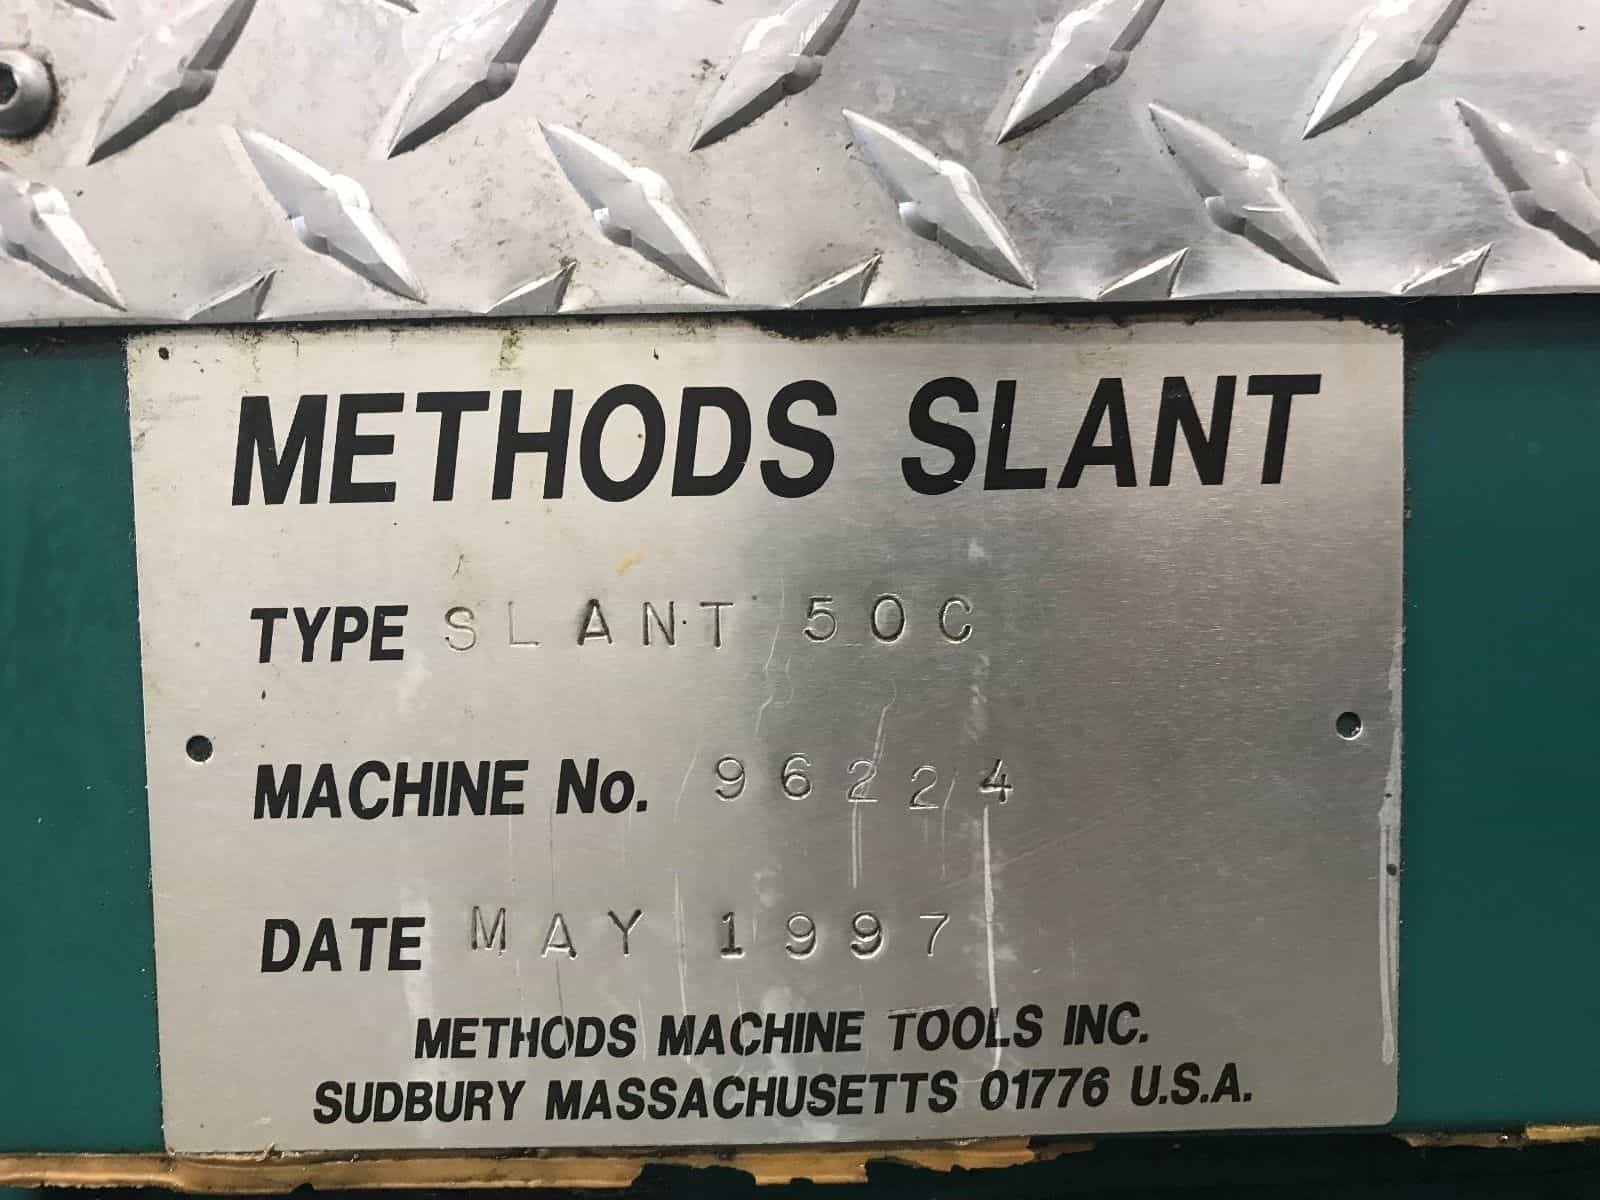 METHODS SLANT
TYPE SLANT 50C
MACHINE No. 96224
DATE MAY 1997
METHODS MACHINE TOOLS INC.
SUDBURY MASSACHUSETTS 01776 U.S.A.